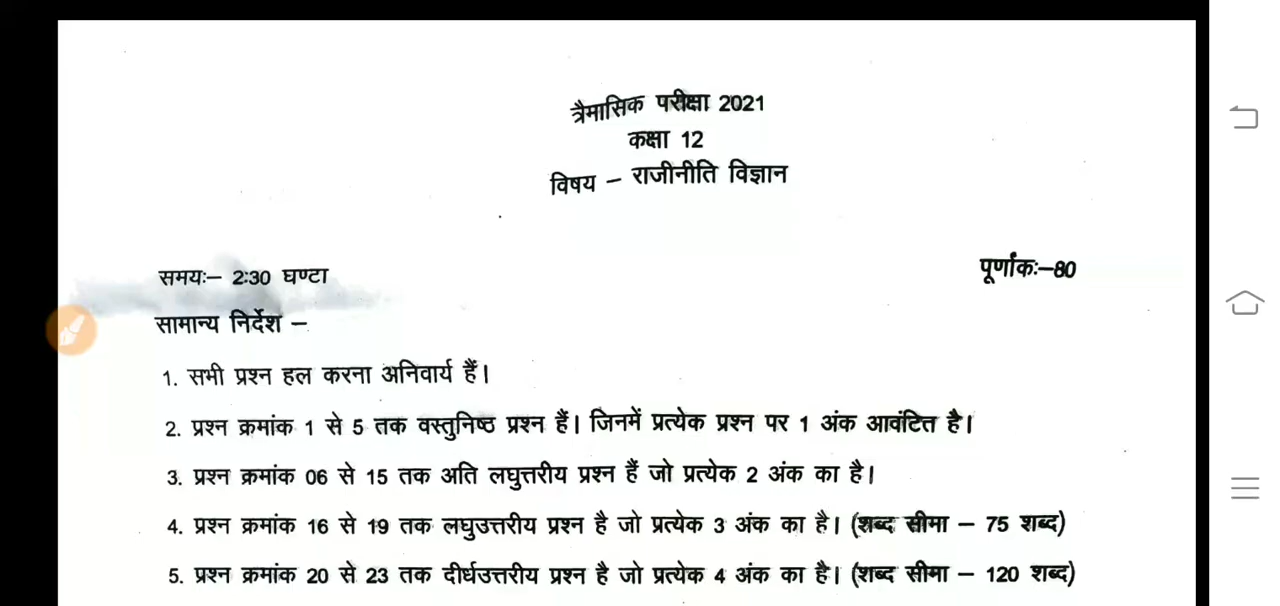 त्रैमासिक परीक्षा 2021
कक्षा 12
विषय – राजीनीति विज्ञान
समयः– 2:30 घण्टा
पूर्णांकः–80
सामान्य निर्देश –
1. सभी प्रश्न हल करना अनिवार्य हैं।
2. प्रश्न क्रमांक 1 से 5 तक वस्तुनिष्ठ प्रश्न हैं। जिनमें प्रत्येक प्रश्न पर 1 अंक आवंटित है।
3. प्रश्न क्रमांक 06 से 15 तक अति लघुत्तरीय प्रश्न हैं जो प्रत्येक 2 अंक का है।
4. प्रश्न क्रमांक 16 से 19 तक लघुउत्तरीय प्रश्न है जो प्रत्येक 3 अंक का है। (शब्द सीमा – 75 शब्द)
5. प्रश्न क्रमांक 20 से 23 तक दीर्धउत्तरीय प्रश्न है जो प्रत्येक 4 अंक का है। (शब्द सीमा – 120 शब्द)